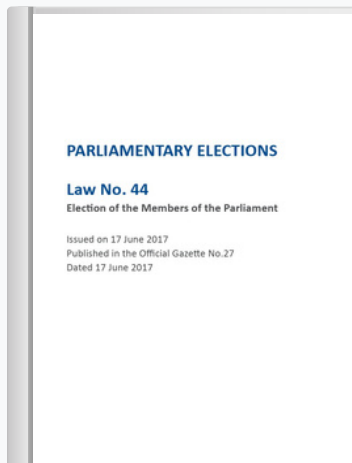 PARLIAMENTARY ELECTIONS
Law No. 44
Election of the Members of the Parliament
Issued on 17 June 2017
Published in the Official Gazette No.27
Dated 17 June 2017